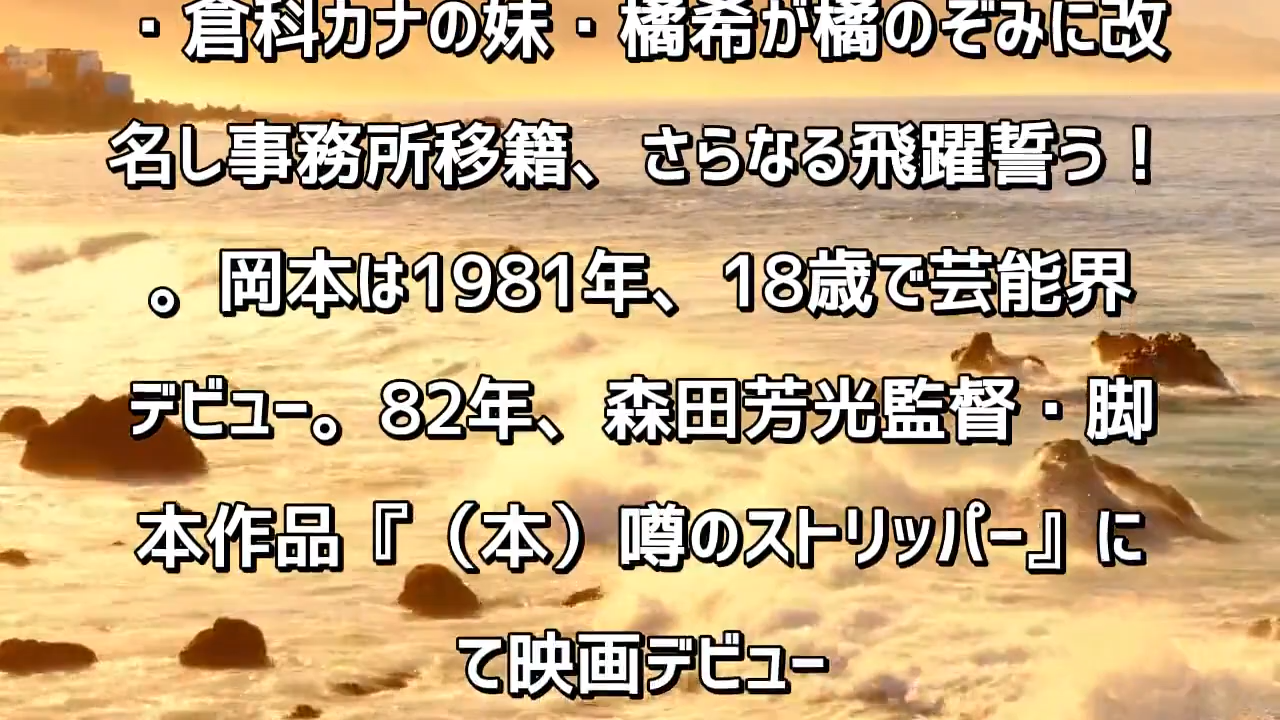 ・倉科カナの妹・橘希が橘のぞみに改
名し事務所移籍、さらなる飛躍誓う！
。岡本は1981年、18歳で芸能界
デビュー。82年、森田芳光監督・脚
本作品『（本）噂のストリッパー』に
て映画デビュー